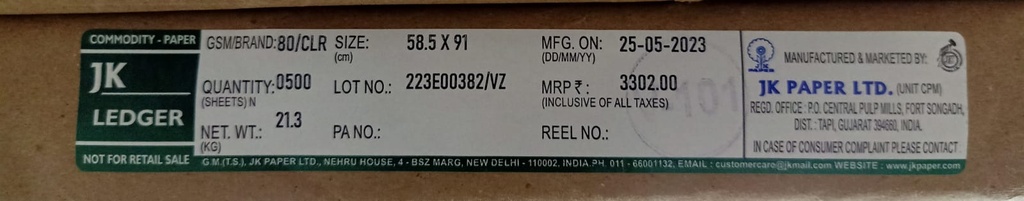 COMMODITY - PAPER
JK
LEDGER
NOT FOR RETAIL SALE
GSM/BRAND: 80/CLR SIZE: 58.5 X 91 MFG. ON: 25-05-2023
(cm) (DD/MM/YY)
QUANTITY: 0500 LOT NO.: 223E00382/VZ MRP ₹ : 3302.00
(SHEETS) N (INCLUSIVE OF ALL TAXES)
NET. WT.: 21.3 PA NO.: REEL NO.:
(KG)
101
MANUFACTURED & MARKETED BY:
JK PAPER LTD. (UNIT CPM)
REGD. OFFICE : P.O. CENTRAL PULP MILLS, FORT SONGADH,
DIST. : TAPI, GUJARAT 394660, INDIA.
IN CASE OF CONSUMER COMPLAINT PLEASE CONTACT
G.M.(T.S.), JK PAPER LTD., NEHRU HOUSE, 4 - BSZ MARG, NEW DELHI - 110002, INDIA PH. 011 - 66001132, EMAIL : customercare@jkmail.com WEBSITE : www.jkpaper.com